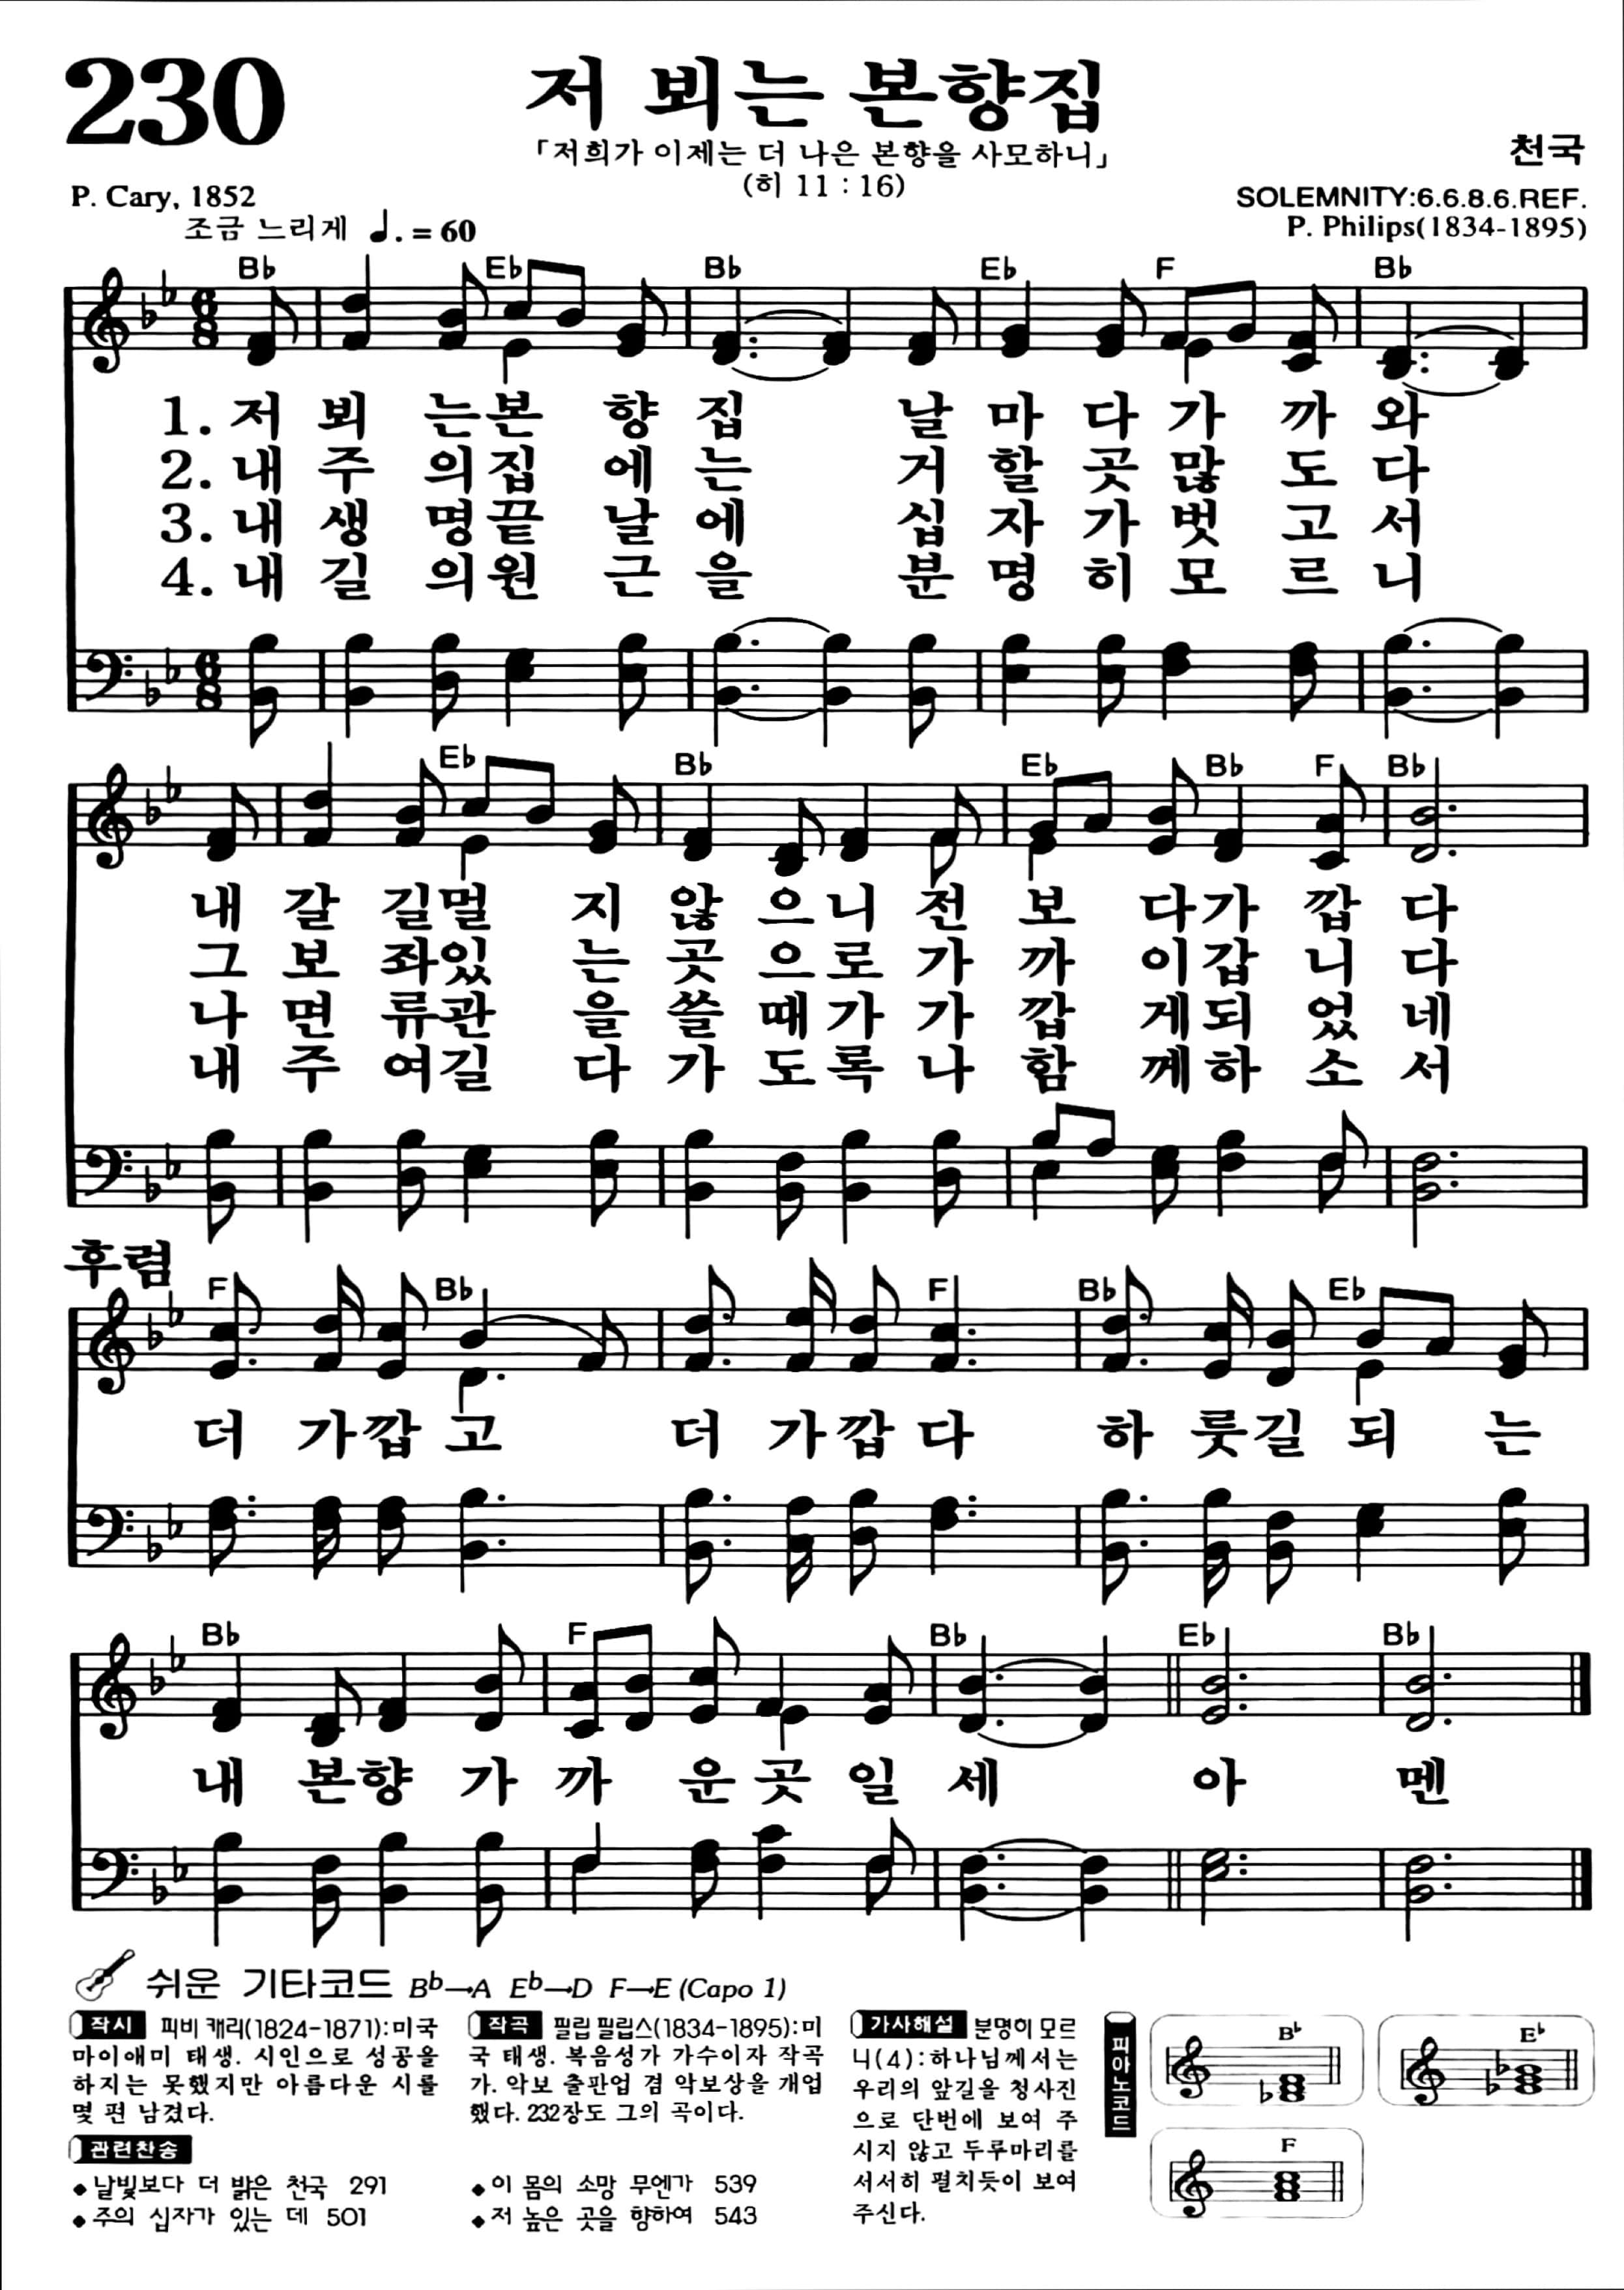 230
저 뵈는 본향집
「저희가 이제는 더 나은 본향을 사모하니」
(히 11 : 16)
천국
P. Cary, 1852
SOLEMNITY:6.6.8.6.REF.
조금 느리게 ♩. = 60
P. Philips(1834-1895)
B♭ E♭ B♭ E♭ F B♭
6 8
1. 저 뵈 는 본 향 집 날 마 다 가 까 와
2. 내 주 의 집 에 는 거 할 곳 많 도 다
3. 내 생 명 끝 날 에 십 자 가 벗 고 서
4. 내 길 의 원 근 을 분 명 히 모 르 니
6 8
E♭ B♭ E♭ B♭ F B♭
내 갈 길 멀 지 않 으 니 전 보 다 가 깝 다
그 보 좌 있 는 곳 으 로 가 까 이 갑 니 다
나 면 류 관 을 쓸 때 가 가 깝 게 되 었 네
내 주 여 길 다 가 도 록 나 함 께 하 소 서
후렴
F B♭ F B♭ E♭
더 가 깝 고 더 가 깝 다 하 룻 길 되 는
B♭ F B♭ E♭ B♭
내 본 향 가 까 운 곳 일 세 아 멘
쉬운 기타코드 B♭→A E♭→D F→E (Capo 1)
작시 피비 캐리(1824-1871):미국
마이애미 태생. 시인으로 성공을
하지는 못했지만 아름다운 시를
몇 편 남겼다.
작곡 필립 필립스(1834-1895):미
국 태생. 복음성가 가수이자 작곡
가. 악보 출판업 겸 악보상을 개업
했다. 232장도 그의 곡이다.
관련찬송
◆날빛보다 더 밝은 천국 291
◆주의 십자가 있는 데 501
◆이 몸의 소망 무엔가 539
◆저 높은 곳을 향하여 543
가사해설 분명히 모르
니(4):하나님께서는
우리의 앞길을 청사진
으로 단번에 보여 주
시지 않고 두루마리를
서서히 펼치듯이 보여
주신다.
피아노코드
B♭
E♭
F